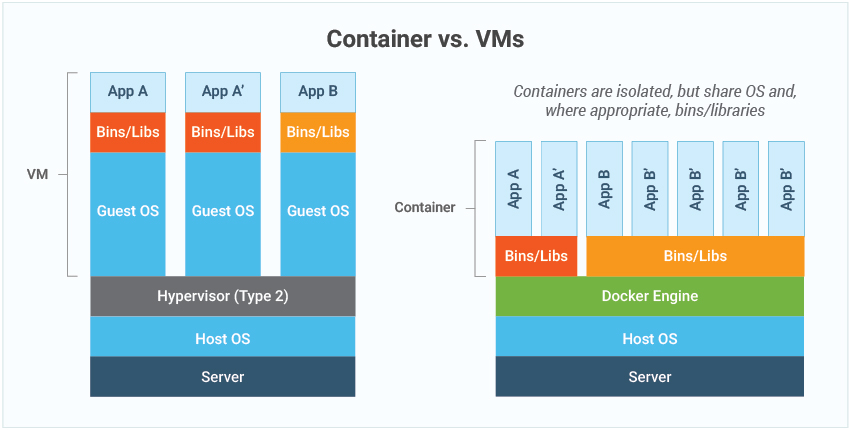 Container vs. VMs
App A
App A’
App B
Bins/Libs
Bins/Libs
Bins/Libs
VM
Guest OS
Guest OS
Guest OS
Hypervisor (Type 2)
Host OS
Server
Containers are isolated, but share OS and,
where appropriate, bins/libraries
Container
App A
App A’
App B
App B’
App B’
App B’
App B’
Bins/Libs
Bins/Libs
Docker Engine
Host OS
Server